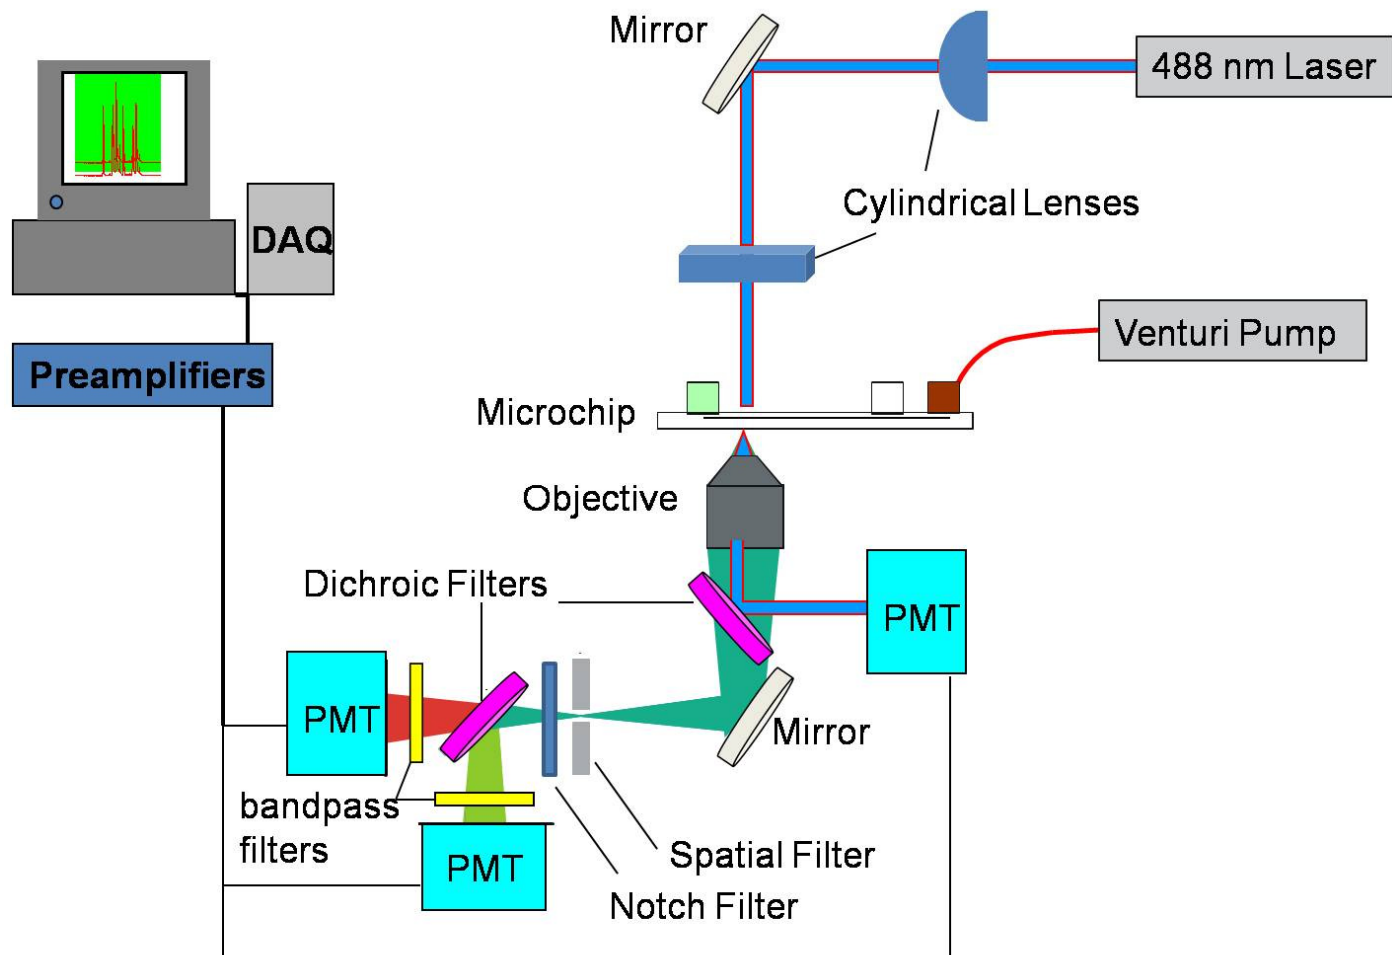 Mirror
488 nm Laser
Cylindrical Lenses
DAQ
Venturi Pump
Preamplifiers
Microchip
Objective
Dichroic Filters
PMT
PMT
Mirror
bandpass
filters
PMT
Spatial Filter
Notch Filter